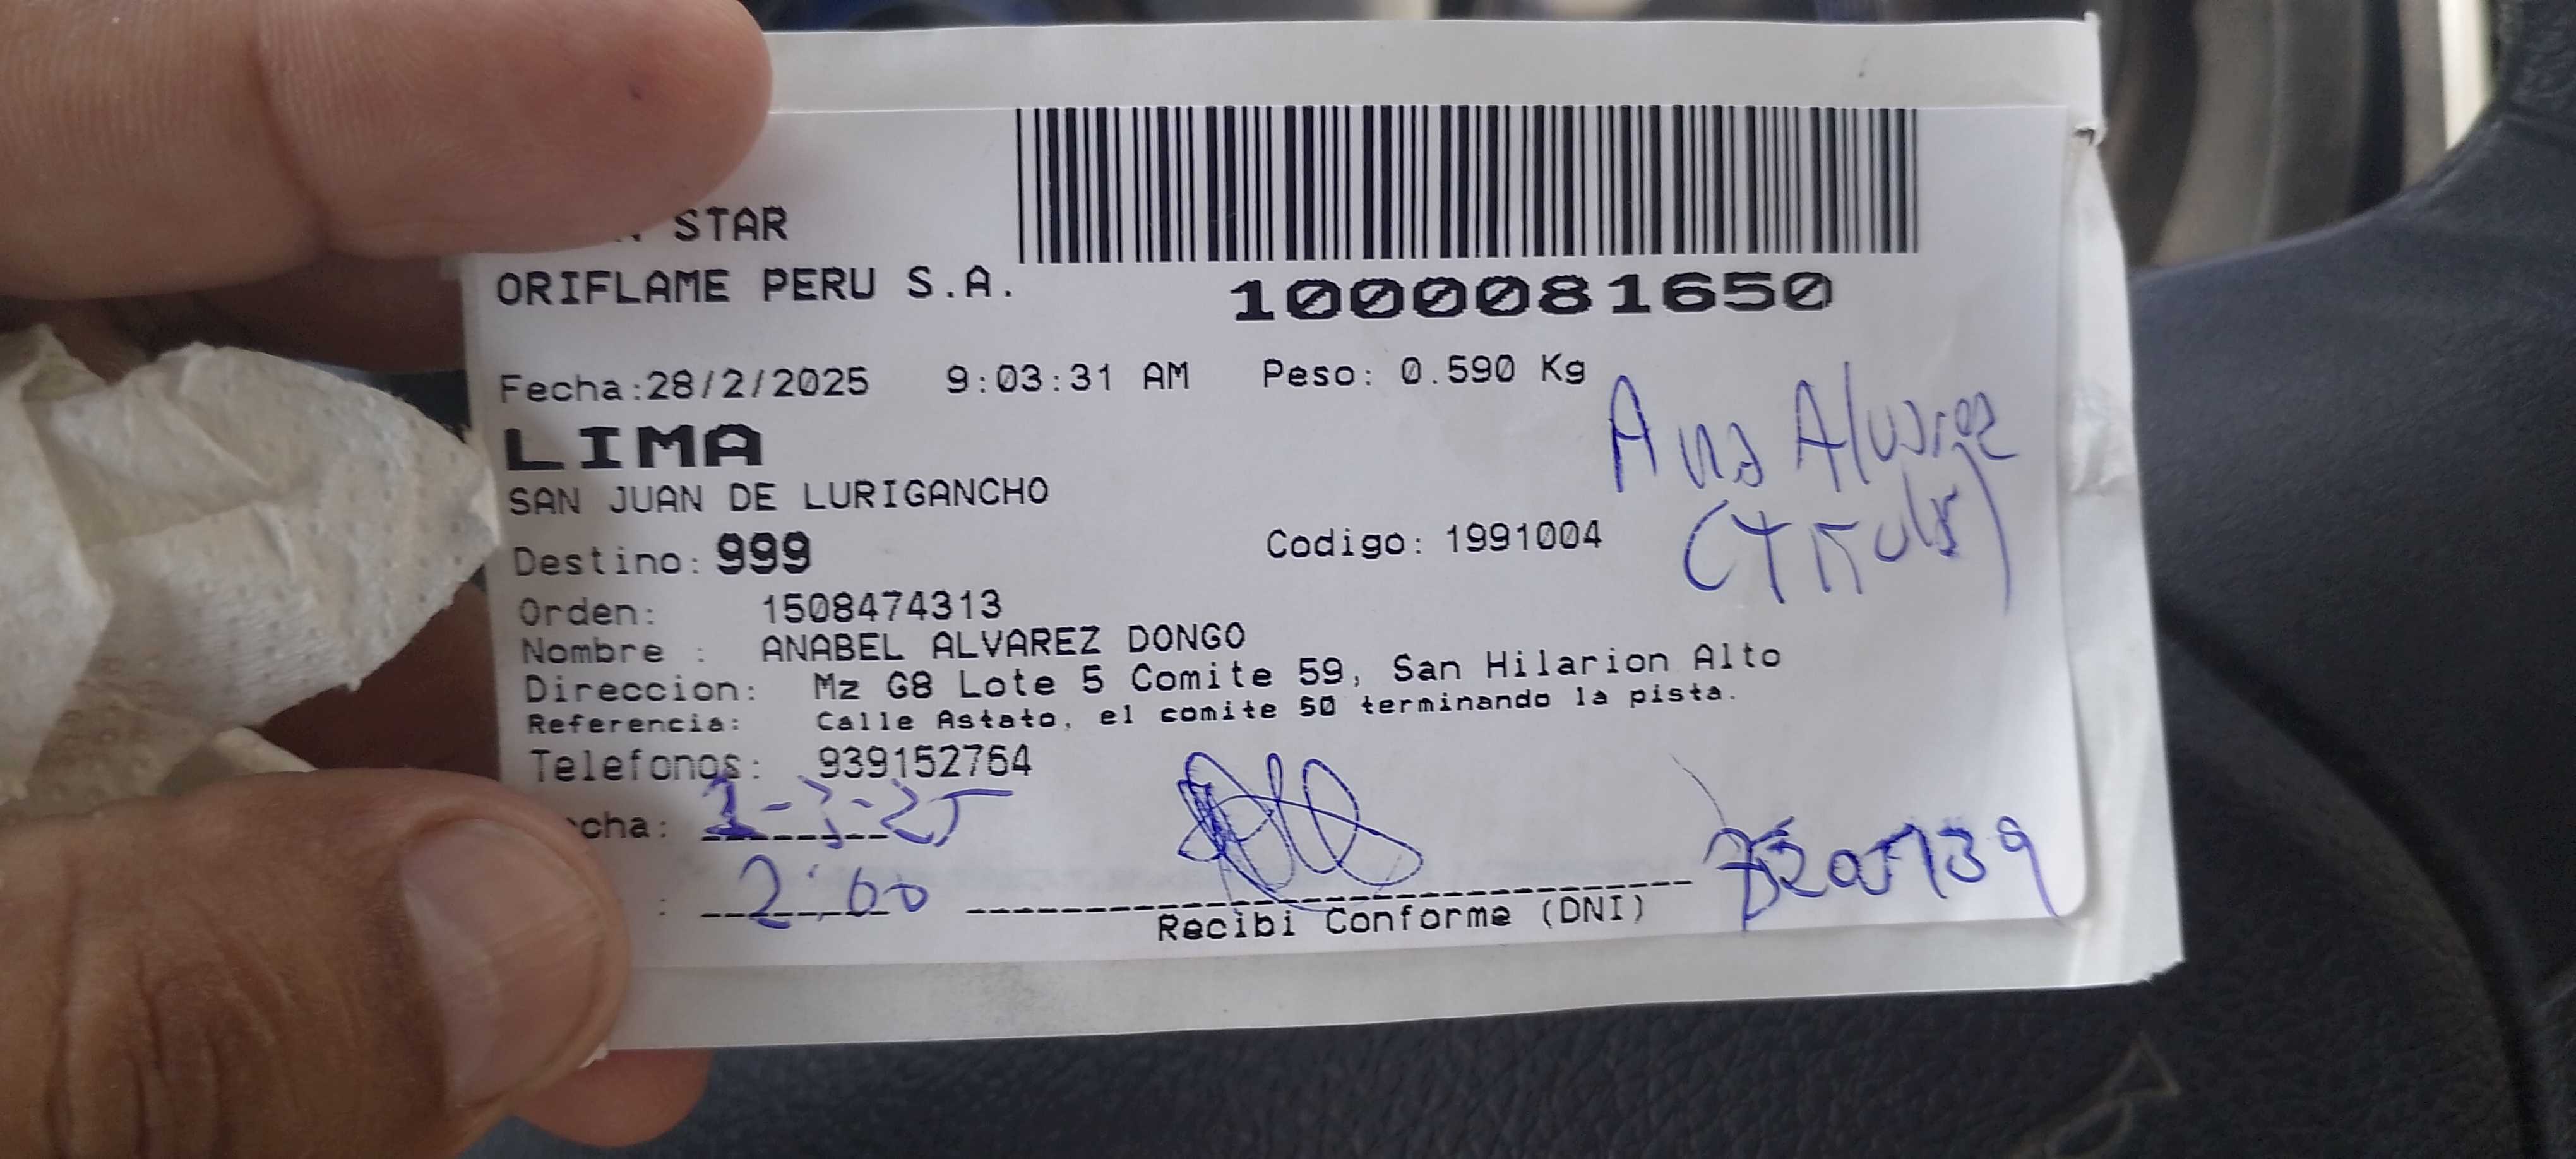 STAR
ORIFLAME PERU S.A.
1000081650
Fecha:28/2/2025 9:03:31 AM Peso: 0.590 Kg
LIMA
Ana Alvarez
SAN JUAN DE LURIGANCHO
(Titular)
Destino: 999 Codigo: 1991004
Orden: 1508474313
Nombre : ANABEL ALVAREZ DONGO
Direccion: Mz G8 Lote 5 Comite 59, San Hilarion Alto
Referencia: Calle Astato, el comite 50 terminando la pista.
Telefonos: 939152764
cha: 1-3-25
: 2:00
Recibi Conforme (DNI)